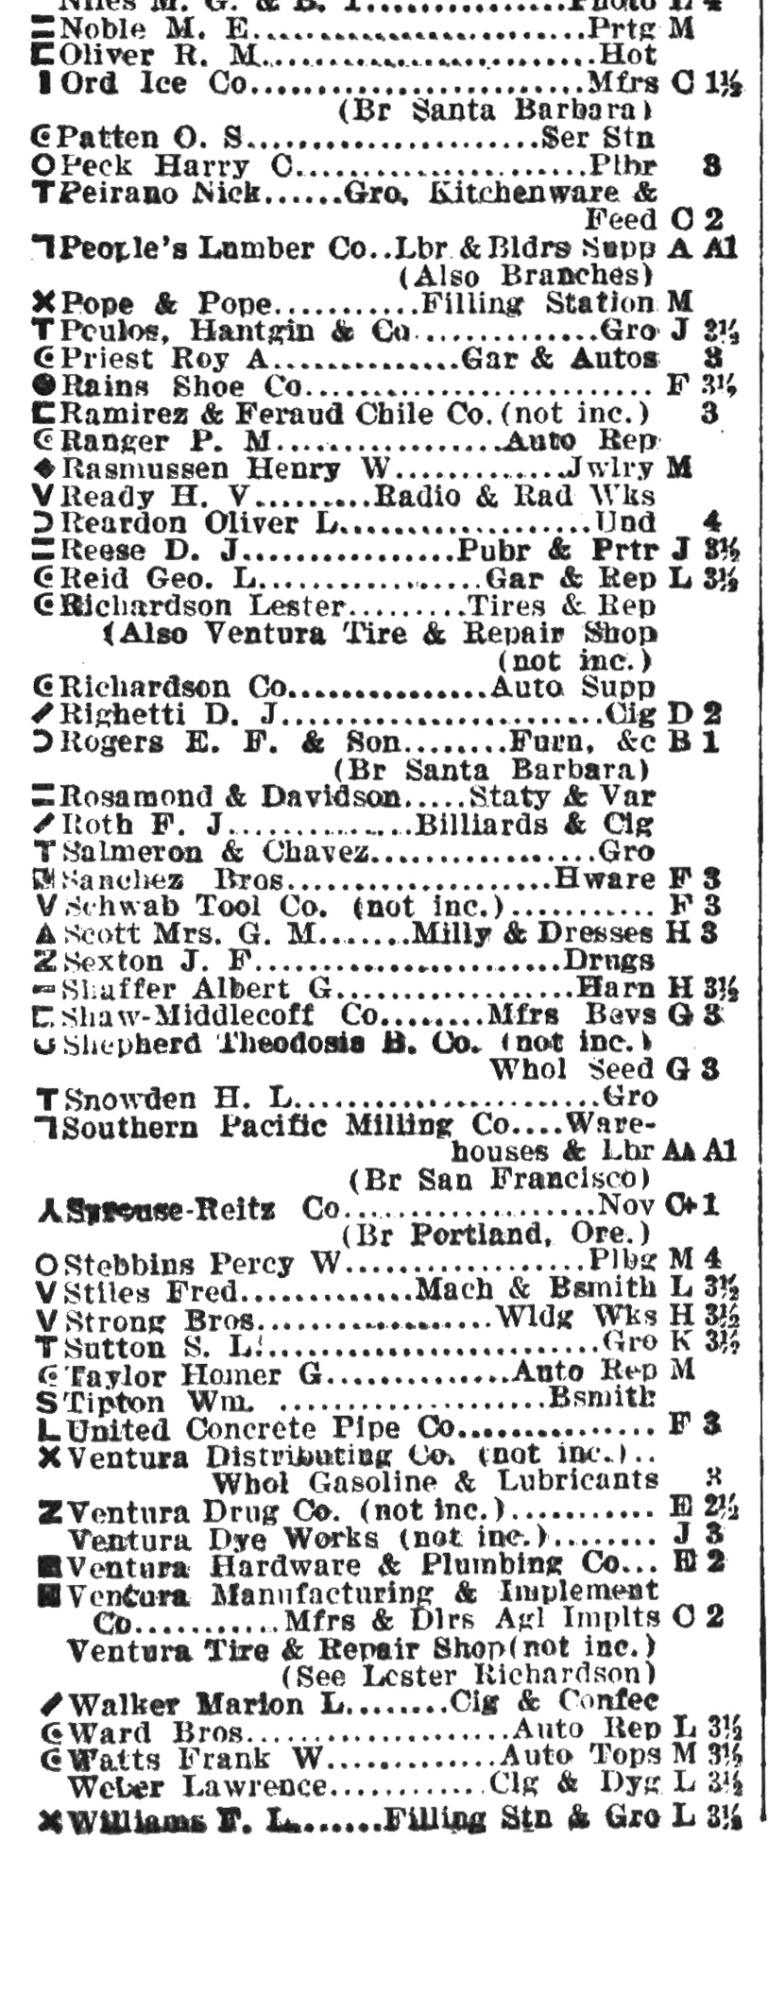 Niles M. G. & B. T. Photo L 4
Noble M. E. Prtg M
Oliver R. M. Hot
Ord Ice Co. Mfrs C 1½
(Br Santa Barbara)
Patten O. S. Ser Stn
Peck Harry C. Plbr 3
Peirano Nick......Gro, Kitchenware &
Feed C 2
People's Lumber Co..Lbr & Bldrs Supp A A1
(Also Branches)
Pope & Pope...........Filling Station M
Poulos, Hantgin & Co..............Gro J 2½
Priest Roy A..............Gar & Autos 3
Rains Shoe Co............................ F 3½
Ramirez & Feraud Chile Co.(not inc.) 3
Ranger P. M..................Auto Rep
Rasmussen Henry W............Jwlry M
Ready H. V.........Radio & Rad Wks
Reardon Oliver L...................Und 4
Reese D. J...............Pubr & Prtr J 3½
Reid Geo. L................Gar & Rep L 3½
Richardson Lester.........Tires & Rep
(Also Ventura Tire & Repair Shop
(not inc.)
Richardson Co................Auto Supp
Righetti D. J........................Cig D 2
Rogers E. F. & Son........Furn, &c B 1
(Br Santa Barbara)
Rosamond & Davidson.....Staty & Var
Roth F. J...............Billiards & Cig
Salmeron & Chavez.................Gro
Sanchez Bros....................Hware F 3
Schwab Tool Co. (not inc.)........... F 3
Scott Mrs. G. M.......Milly & Dresses H 3
Sexton J. F.......................Drugs
Shaffer Albert G..................Harn H 3½
Shaw-Middlecoff Co........Mfrs Bevs G 3
Shepherd Theodosia B. Co. (not inc.)
Whol Seed G 3
Snowden H. L.......................Gro
Southern Pacific Milling Co....Ware-
houses & Lbr Aa A1
(Br San Francisco)
Sprouse-Reitz Co...................Nov C+1
(Br Portland, Ore.)
Stebbins Percy W..................Plbg M 4
Stiles Fred.............Mach & Bsmith L 3½
Strong Bros..................Wldg Wks H 3½
Sutton S. L.........................Gro K 3½
Taylor Homer G..............Auto Rep M
Tipton Wm. ....................Bsmith
United Concrete Pipe Co............... F 3
Ventura Distributing Co. (not inc.)..
Whol Gasoline & Lubricants 3
Ventura Drug Co. (not inc.)........... E 2½
Ventura Dye Works (not inc.)........ J 3
Ventura Hardware & Plumbing Co... E 2
Ventura Manufacturing & Implement
Co...........Mfrs & Dlrs Agl Implts C 2
Ventura Tire & Repair Shop(not inc.)
(See Lester Richardson)
Walker Marion L........Cig & Confec
Ward Bros....................Auto Rep L 3½
Watts Frank W.............Auto Tops M 3½
Weber Lawrence............Clg & Dyg L 3½
Williams F. L.......Filling Stn & Gro L 3½